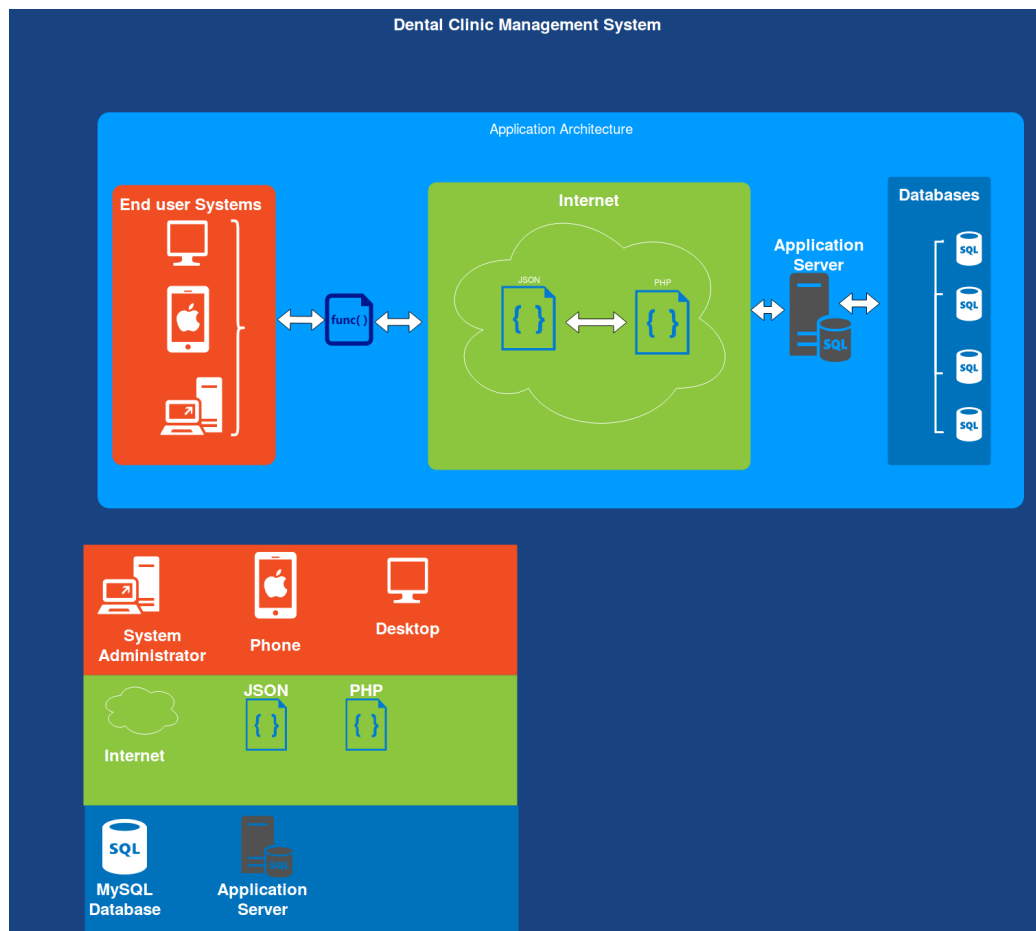 Dental Clinic Management System
Application Architecture
End user Systems
Internet
Databases
Application
Server
JSON
PHP
{ }
{ }
func( )
SQL
SQL
SQL
SQL
SQL
System
Administrator
Phone
Desktop
JSON
PHP
{ }
{ }
Internet
SQL
SQL
MySQL
Database
Application
Server